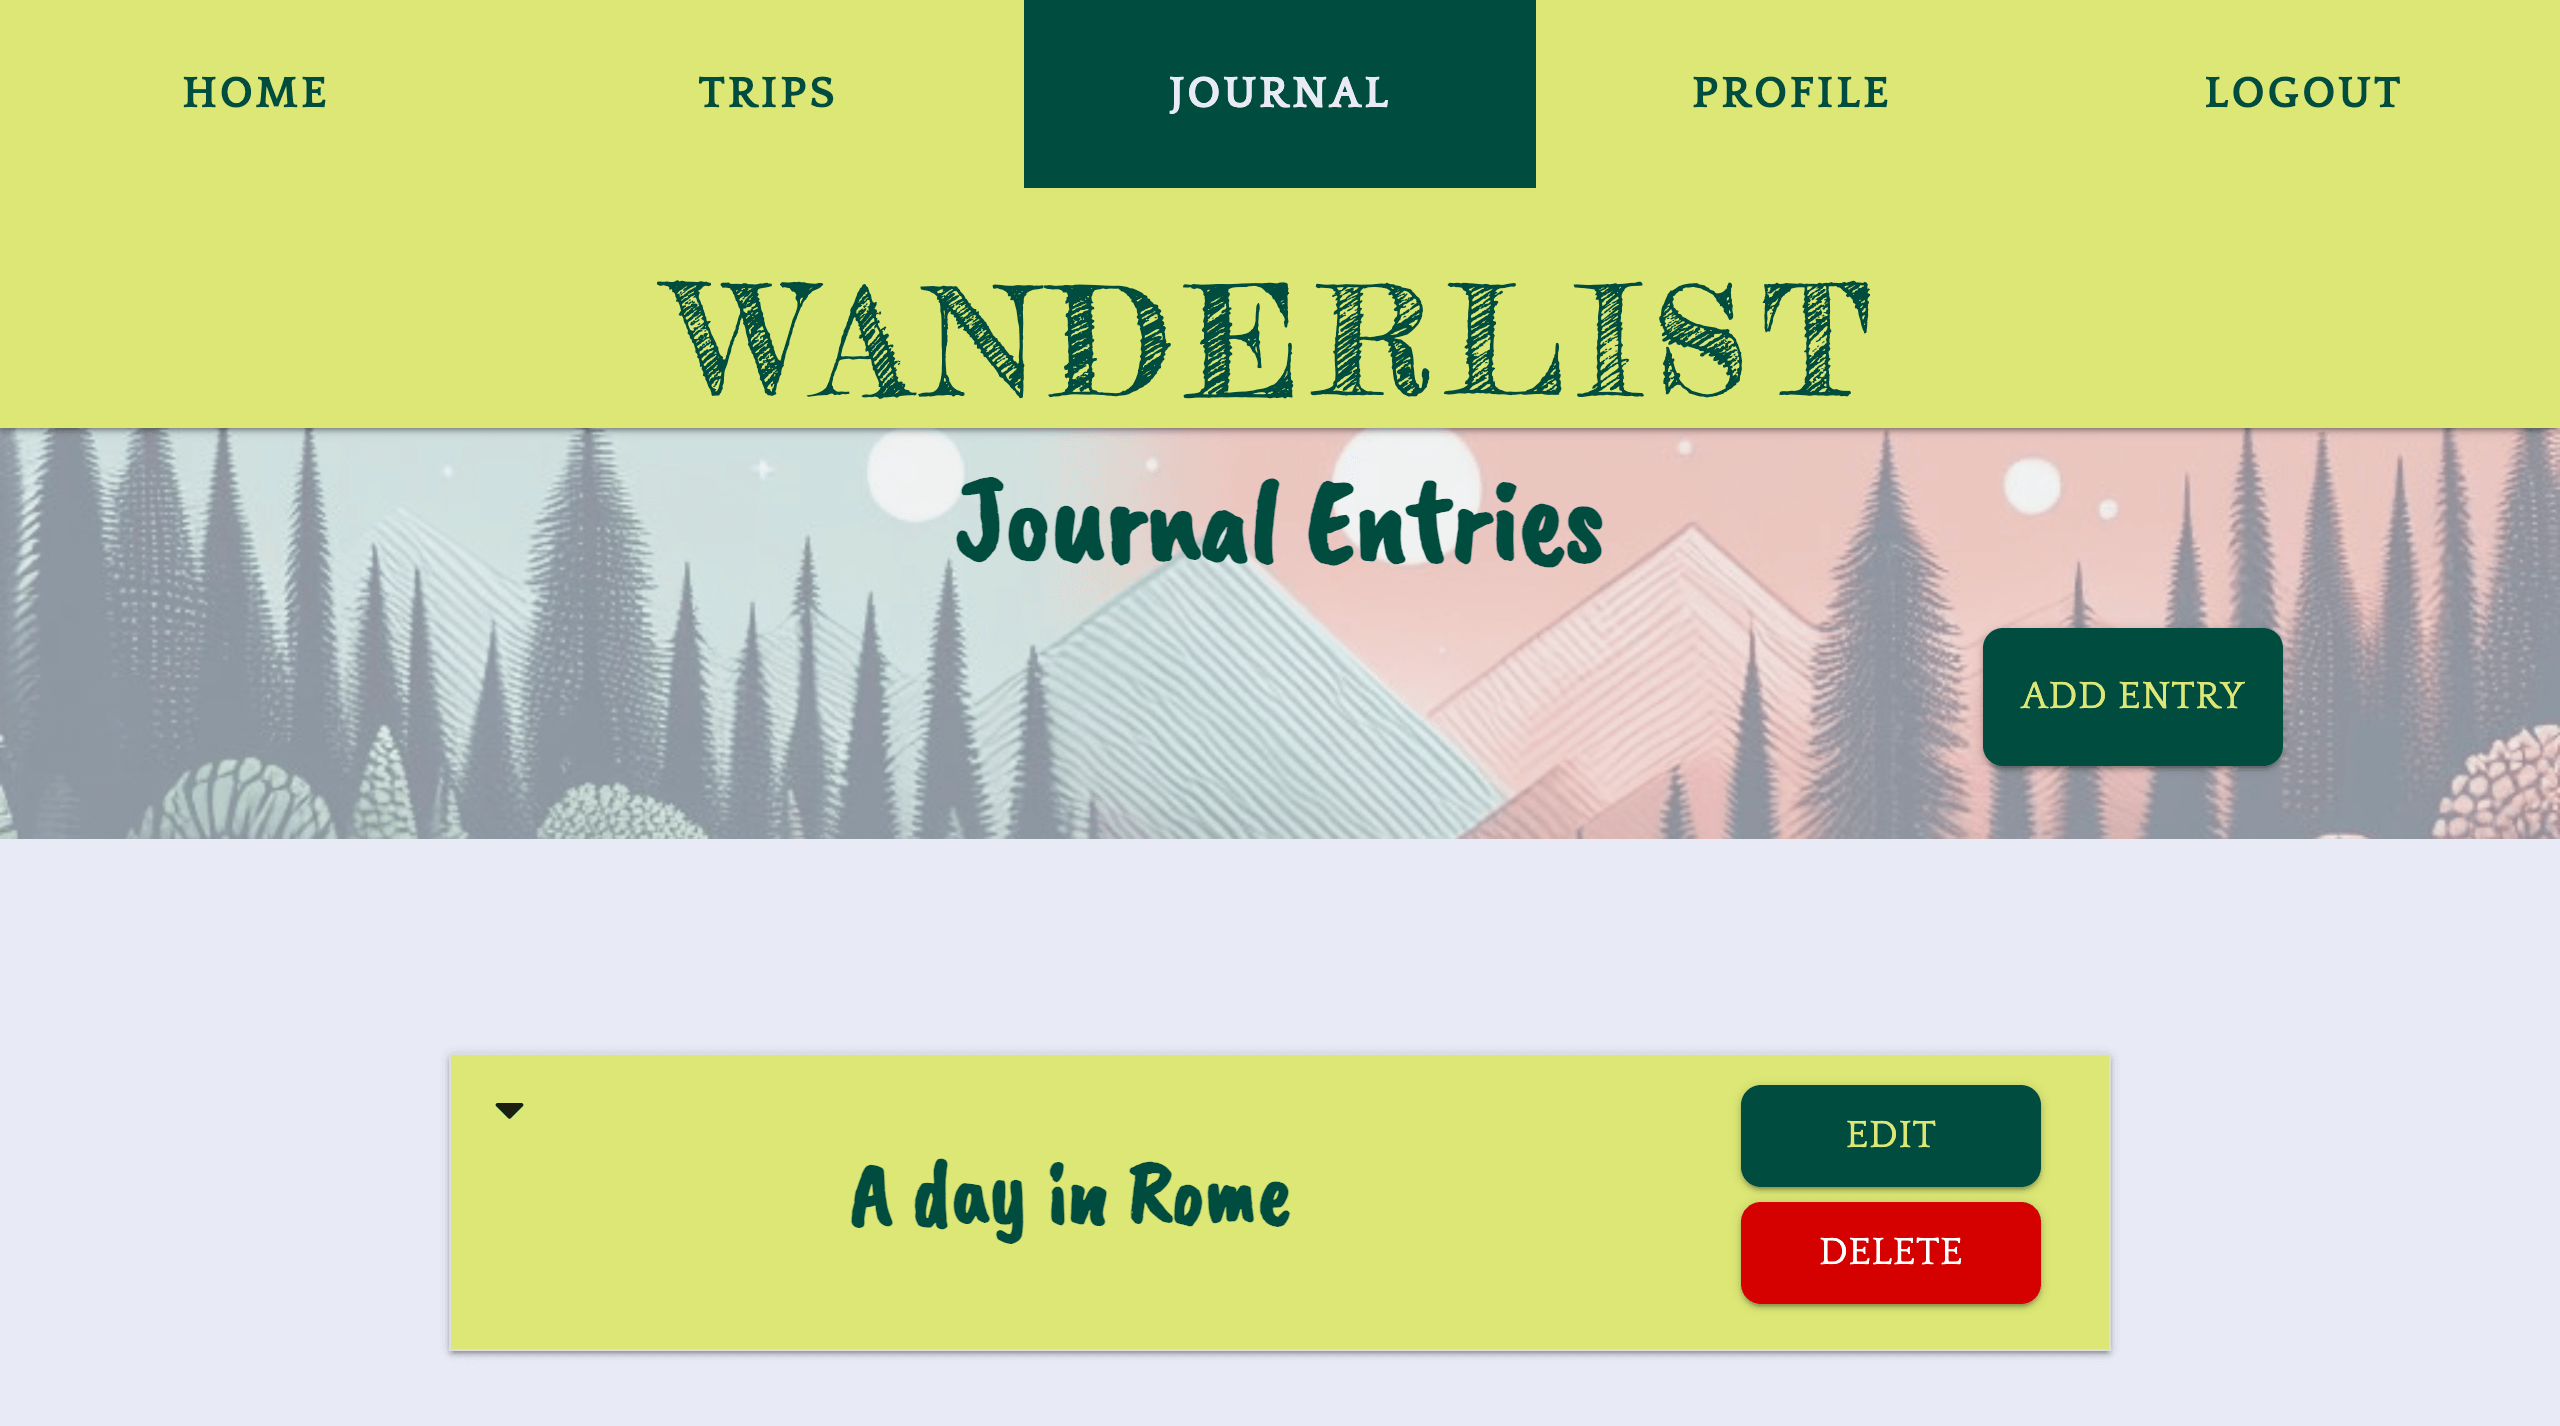 HOME TRIPS JOURNAL PROFILE LOGOUT
WANDERLIST
Journal Entries
ADD ENTRY
A day in Rome
EDIT
DELETE